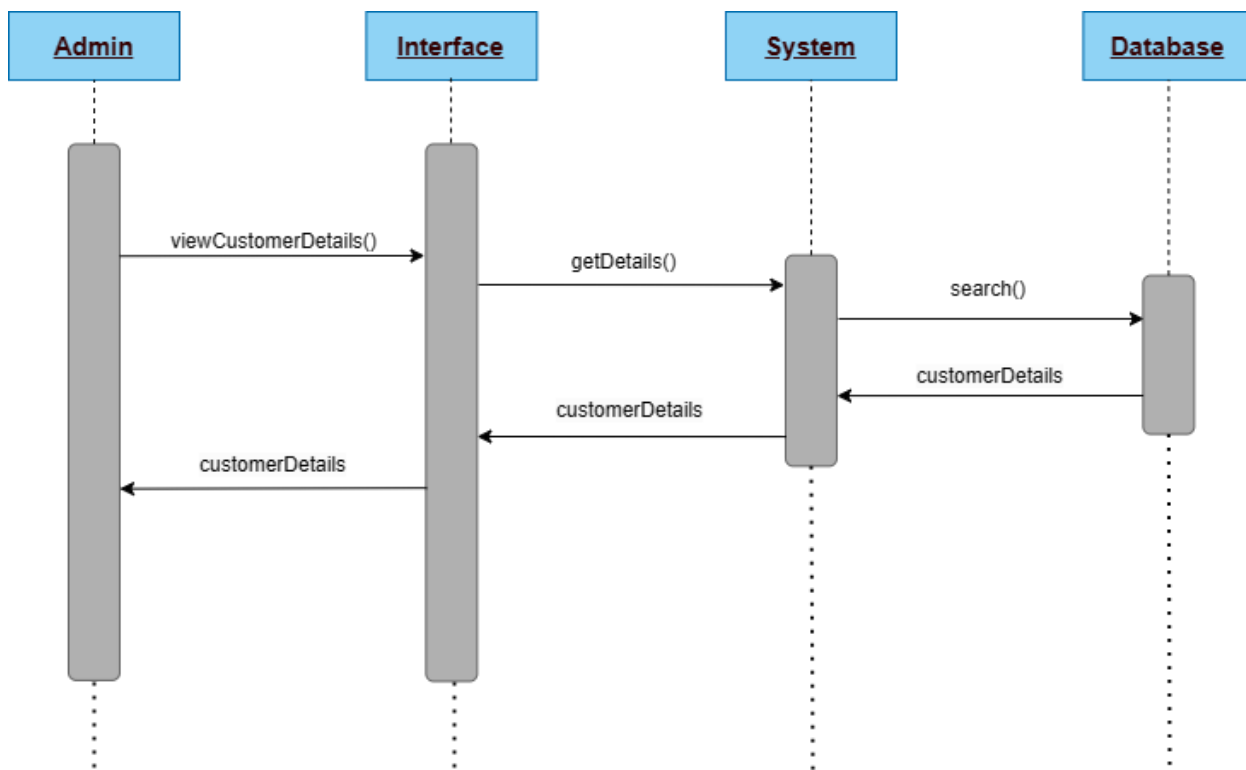 Admin
Interface
System
Database
viewCustomerDetails()
getDetails()
search()
customerDetails
customerDetails
customerDetails